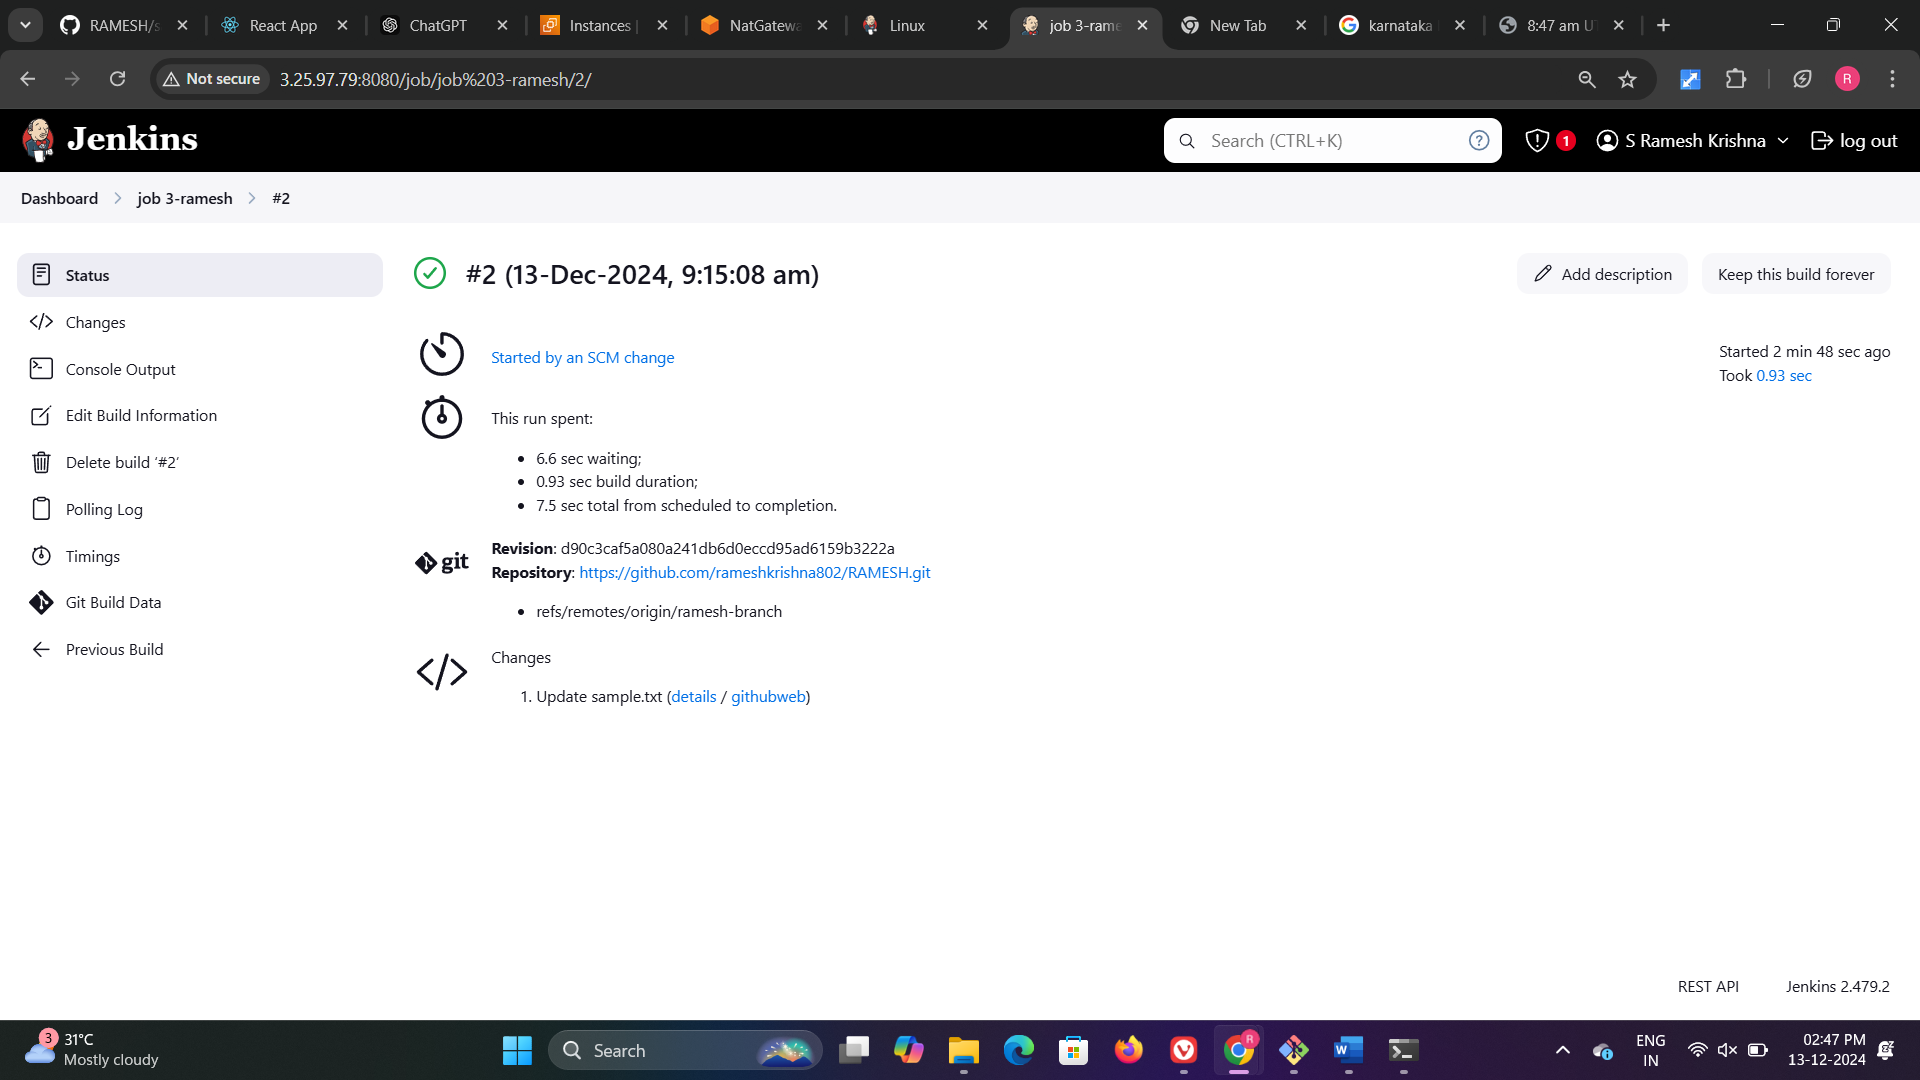 RAMESH/s
React App
ChatGPT
Instances |
NatGatewa
Linux
job 3-rame
New Tab
karnataka
8:47 am U
Not secure
3.25.97.79:8080/job/job%203-ramesh/2/
R
Jenkins
Search (CTRL+K)
1
S Ramesh Krishna
log out
Dashboard
job 3-ramesh
#2
Status
Changes
Console Output
Edit Build Information
Delete build ‘#2’
Polling Log
Timings
Git Build Data
Previous Build
#2 (13-Dec-2024, 9:15:08 am)
Add description
Keep this build forever
Started by an SCM change
Started 2 min 48 sec ago
Took 0.93 sec
This run spent:
6.6 sec waiting;
0.93 sec build duration;
7.5 sec total from scheduled to completion.
git
Revision: d90c3caf5a080a241db6d0eccd95ad6159b3222a
Repository: https://github.com/rameshkrishna802/RAMESH.git
refs/remotes/origin/ramesh-branch
Changes
1. Update sample.txt (details / githubweb)
REST API
Jenkins 2.479.2
3
31°C
Mostly cloudy
Search
R
W
ENG
IN
02:47 PM
13-12-2024